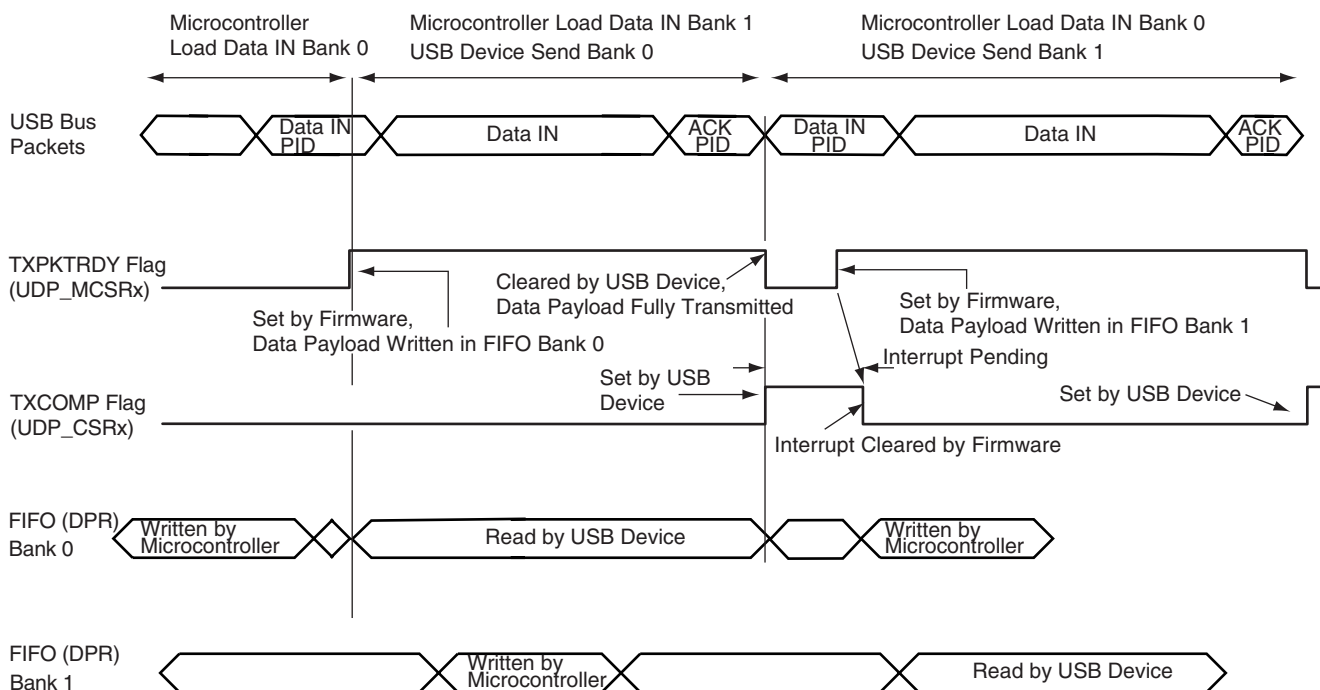 Microcontroller
Load Data IN Bank 0
Microcontroller Load Data IN Bank 1
USB Device Send Bank 0
Microcontroller Load Data IN Bank 0
USB Device Send Bank 1
USB Bus
Packets
Data IN
PID
Data IN
ACK
PID
Data IN
PID
Data IN
ACK
PID
TXPKTRDY Flag
(UDP_MCSRx)
Set by Firmware,
Data Payload Written in FIFO Bank 0
Cleared by USB Device,
Data Payload Fully Transmitted
Set by Firmware,
Data Payload Written in FIFO Bank 1
Interrupt Pending
TXCOMP Flag
(UDP_CSRx)
Set by USB
Device
Set by USB Device
Interrupt Cleared by Firmware
FIFO (DPR)
Bank 0
Written by
Microcontroller
Read by USB Device
Written by
Microcontroller
FIFO (DPR)
Bank 1
Written by
Microcontroller
Read by USB Device